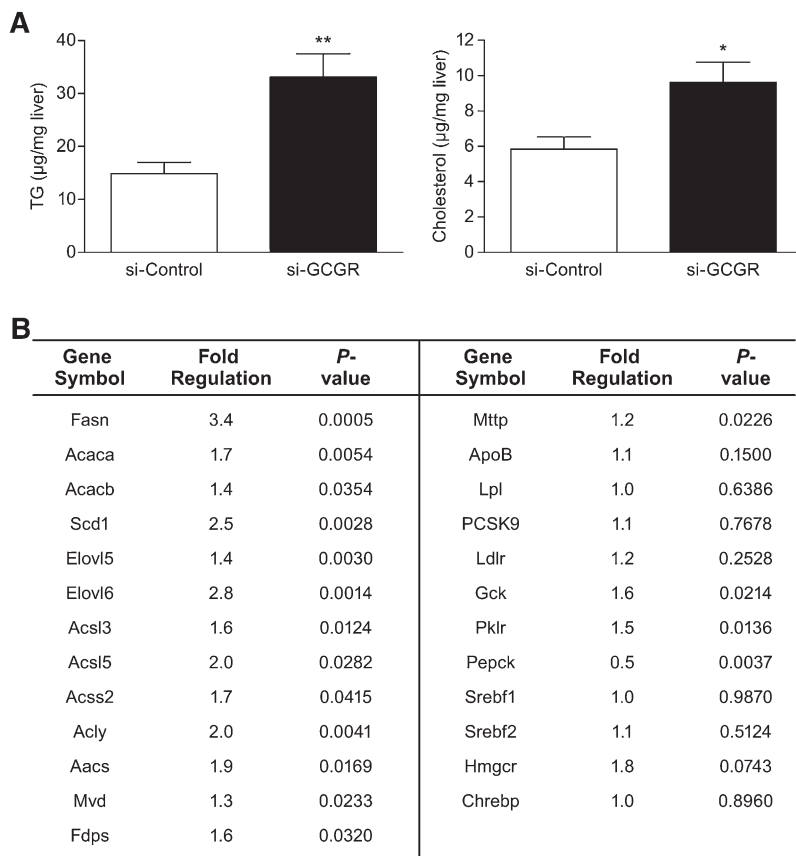 A
TG (µg/mg liver)
40
30
20
10
0
**
si-Control
si-GCGR
Cholesterol (µg/mg liver)
12
10
8
6
4
2
0
*
si-Control
si-GCGR
B
Gene Symbol Fold Regulation P-value Gene Symbol Fold Regulation P-value
Fasn 3.4 0.0005 Mttp 1.2 0.0226
Acaca 1.7 0.0054 ApoB 1.1 0.1500
Acacb 1.4 0.0354 Lpl 1.0 0.6386
Scd1 2.5 0.0028 PCSK9 1.1 0.7678
Elovl5 1.4 0.0030 Ldlr 1.2 0.2528
Elovl6 2.8 0.0014 Gck 1.6 0.0214
Acsl3 1.6 0.0124 Pklr 1.5 0.0136
Acsl5 2.0 0.0282 Pepck 0.5 0.0037
Acss2 1.7 0.0415 Srebf1 1.0 0.9870
Acly 2.0 0.0041 Srebf2 1.1 0.5124
Aacs 1.9 0.0169 Hmgcr 1.8 0.0743
Mvd 1.3 0.0233 Chrebp 1.0 0.8960
Fdps 1.6 0.0320